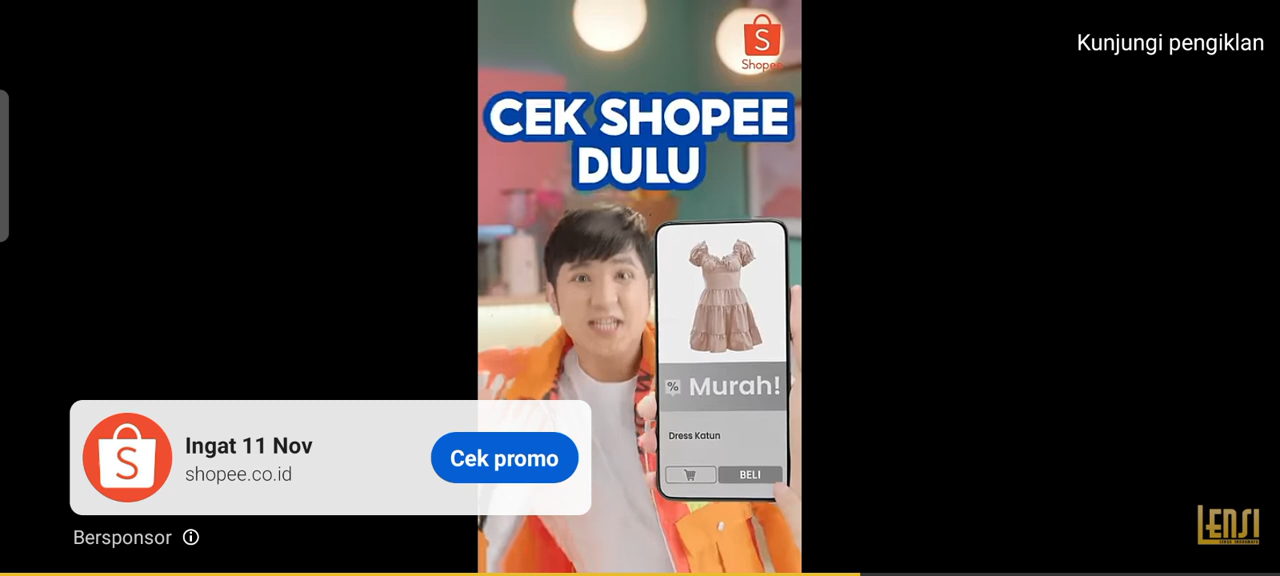 Kunjungi pengiklan
S
Shopee
CEK SHOPEE
DULU
% Murah!
Dress Katun
BELI
S
Ingat 11 Nov
shopee.co.id
Cek promo
Bersponsor
LENSI